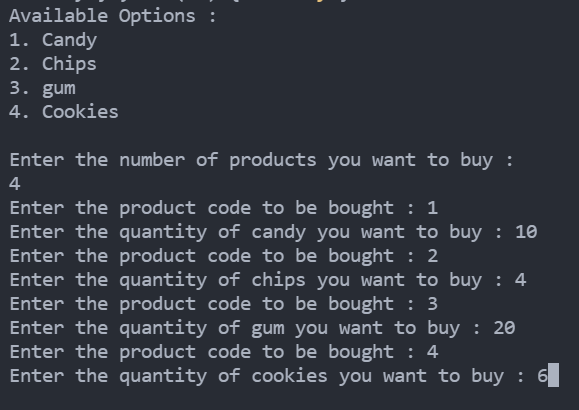 Available Options :
1. Candy
2. Chips
3. gum
4. Cookies
Enter the number of products you want to buy :
4
Enter the product code to be bought : 1
Enter the quantity of candy you want to buy : 10
Enter the product code to be bought : 2
Enter the quantity of chips you want to buy : 4
Enter the product code to be bought : 3
Enter the quantity of gum you want to buy : 20
Enter the product code to be bought : 4
Enter the quantity of cookies you want to buy : 6